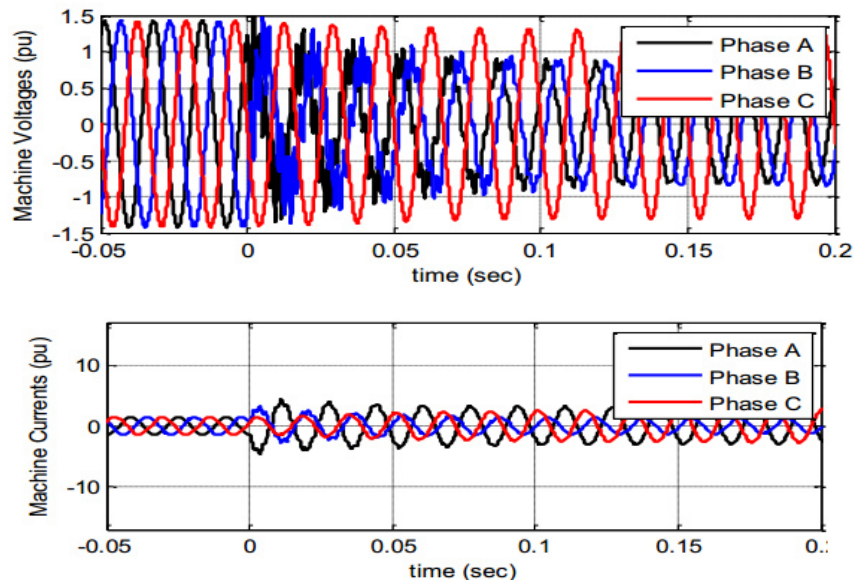 Machine Voltages (pu)
1.5
1
0.5
0
-0.5
-1
-1.5
Phase A
Phase B
Phase C
-0.05
0
0.05
0.1
0.15
0.2
time (sec)
Machine Currents (pu)
10
0
-10
Phase A
Phase B
Phase C
-0.05
0
0.05
0.1
0.15
time (sec)